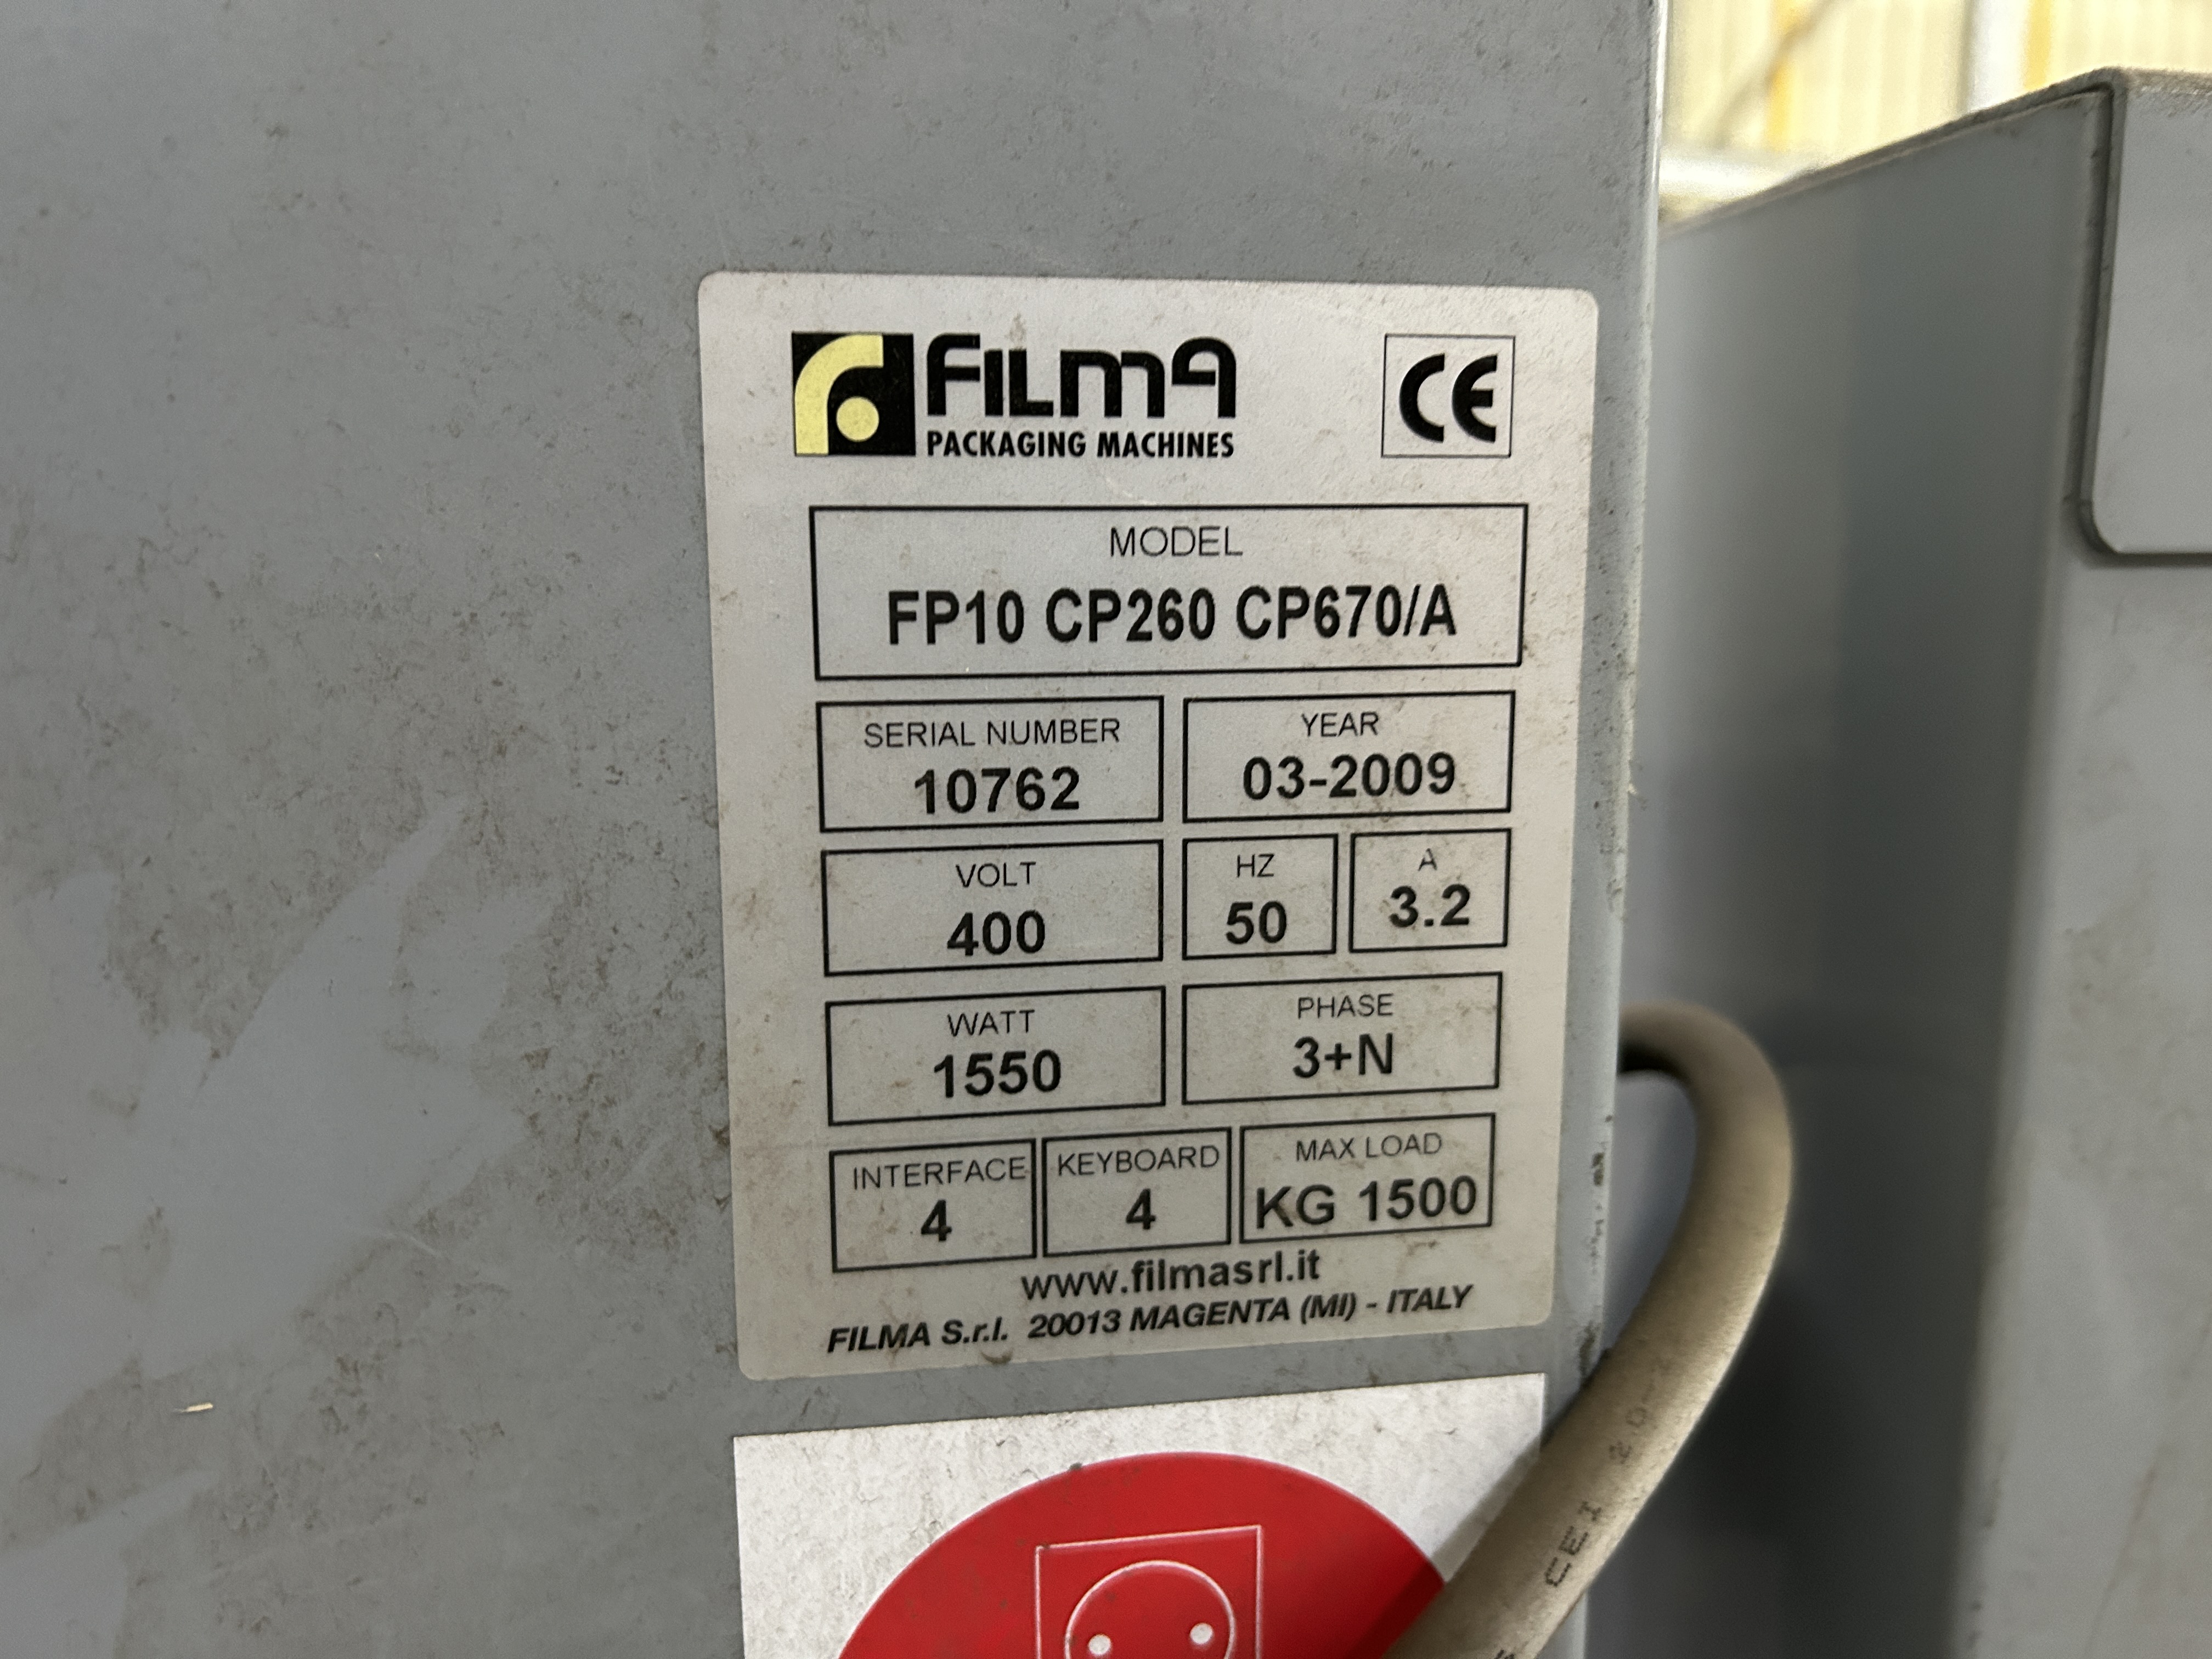 FILMA
PACKAGING MACHINES
CE
MODEL
FP10 CP260 CP670/A
SERIAL NUMBER
10762
YEAR
03-2009
VOLT
400
HZ
50
A
3.2
WATT
1550
PHASE
3+N
INTERFACE
4
KEYBOARD
4
MAX LOAD
KG 1500
www.filmasrl.it
FILMA S.r.l. 20013 MAGENTA (MI) - ITALY
CEI